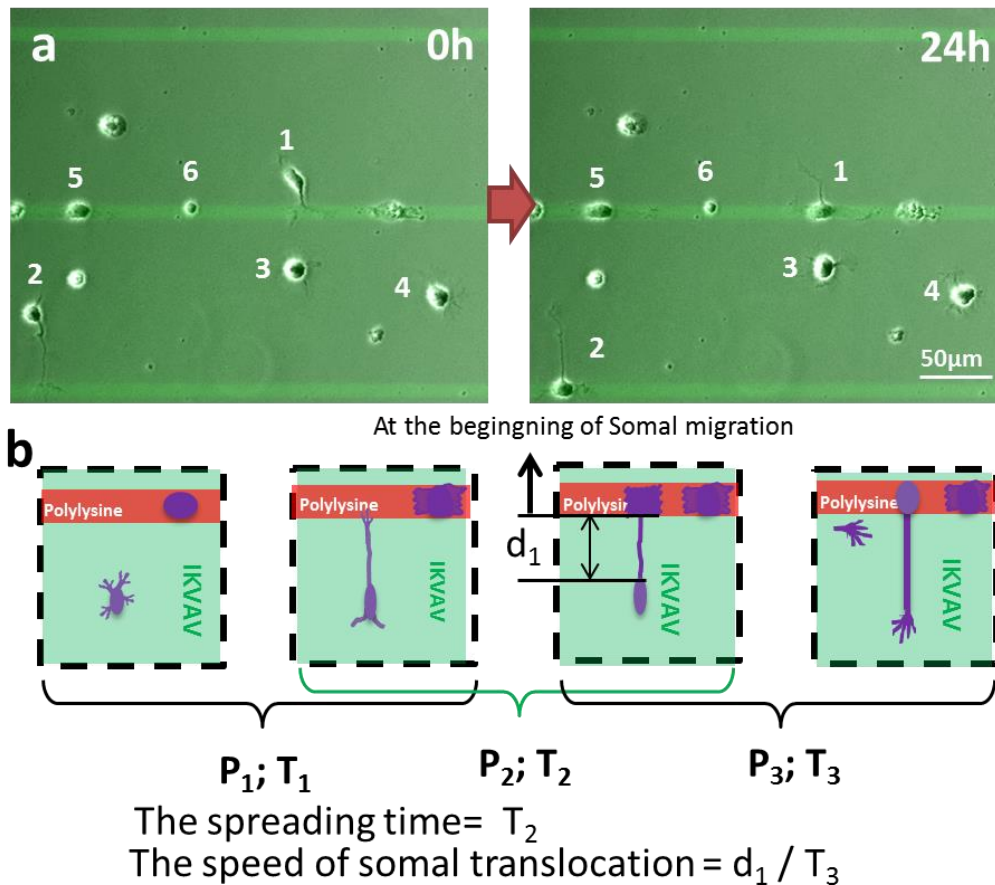 a
0h
1
5
6
2
3
4
24h
1
5
6
3
4
2
50μm
At the begingning of Somal migration
b
Polylysine
IKVAV
Polylysine
IKVAV
d₁
Polylysin
IKVAV
Polylysine
IKVAV
P₁; T₁
P₂; T₂
P₃; T₃
The spreading time= T₂
The speed of somal translocation = d₁ / T₃